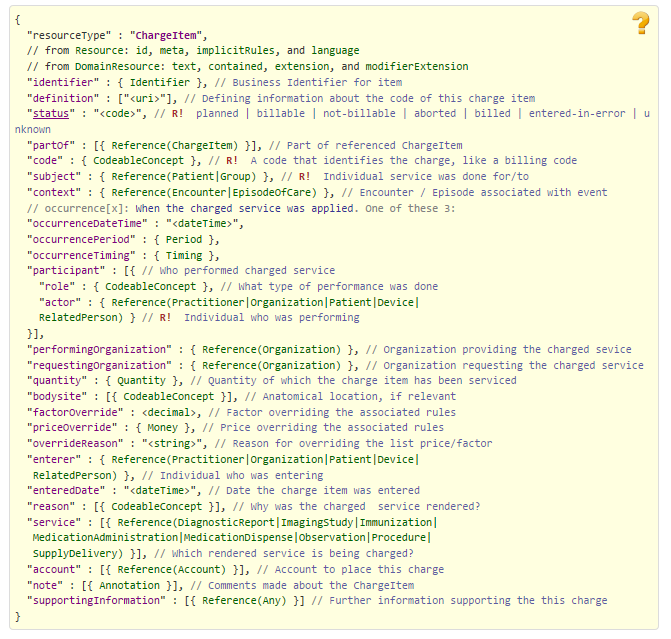 {
  "resourceType" : "ChargeItem",
  // from Resource: id, meta, implicitRules, and language
  // from DomainResource: text, contained, extension, and modifierExtension
  "identifier" : { Identifier }, // Business Identifier for item
  "definition" : ["<uri>"], // Defining information about the code of this charge item
  "status" : "<code>", // R!  planned | billable | not-billable | aborted | billed | entered-in-error | u
nknown
  "partOf" : [{ Reference(ChargeItem) }], // Part of referenced ChargeItem
  "code" : { CodeableConcept }, // R!  A code that identifies the charge, like a billing code
  "subject" : { Reference(Patient|Group) }, // R!  Individual service was done for/to
  "context" : { Reference(Encounter|EpisodeOfCare) }, // Encounter / Episode associated with event
  // occurrence[x]: When the charged service was applied. One of these 3:
  "occurrenceDateTime" : "<dateTime>",
  "occurrencePeriod" : { Period },
  "occurrenceTiming" : { Timing },
  "participant" : [{ // Who performed charged service
    "role" : { CodeableConcept }, // What type of performance was done
    "actor" : { Reference(Practitioner|Organization|Patient|Device|
    RelatedPerson) } // R!  Individual who was performing
  }],
  "performingOrganization" : { Reference(Organization) }, // Organization providing the charged sevice
  "requestingOrganization" : { Reference(Organization) }, // Organization requesting the charged service
  "quantity" : { Quantity }, // Quantity of which the charge item has been serviced
  "bodysite" : [{ CodeableConcept }], // Anatomical location, if relevant
  "factorOverride" : <decimal>, // Factor overriding the associated rules
  "priceOverride" : { Money }, // Price overriding the associated rules
  "overrideReason" : "<string>", // Reason for overriding the list price/factor
  "enterer" : { Reference(Practitioner|Organization|Patient|Device|
   RelatedPerson) }, // Individual who was entering
  "enteredDate" : "<dateTime>", // Date the charge item was entered
  "reason" : [{ CodeableConcept }], // Why was the charged  service rendered?
  "service" : [{ Reference(DiagnosticReport|ImagingStudy|Immunization|
   MedicationAdministration|MedicationDispense|Observation|Procedure|
   SupplyDelivery) }], // Which rendered service is being charged?
  "account" : [{ Reference(Account) }], // Account to place this charge
  "note" : [{ Annotation }], // Comments made about the ChargeItem
  "supportingInformation" : [{ Reference(Any) }] // Further information supporting the this charge
}